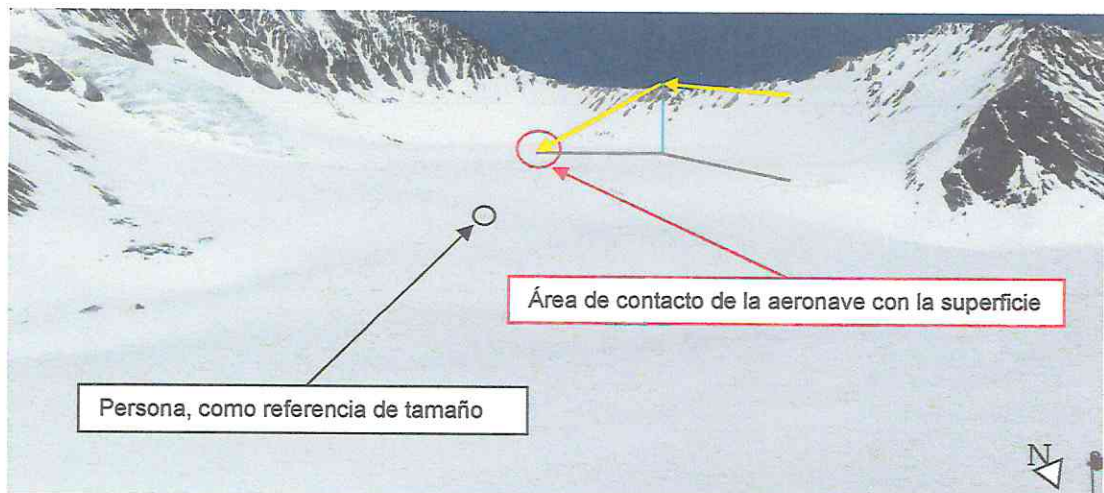 Área de contacto de la aeronave con la superficie
Persona, como referencia de tamaño
N